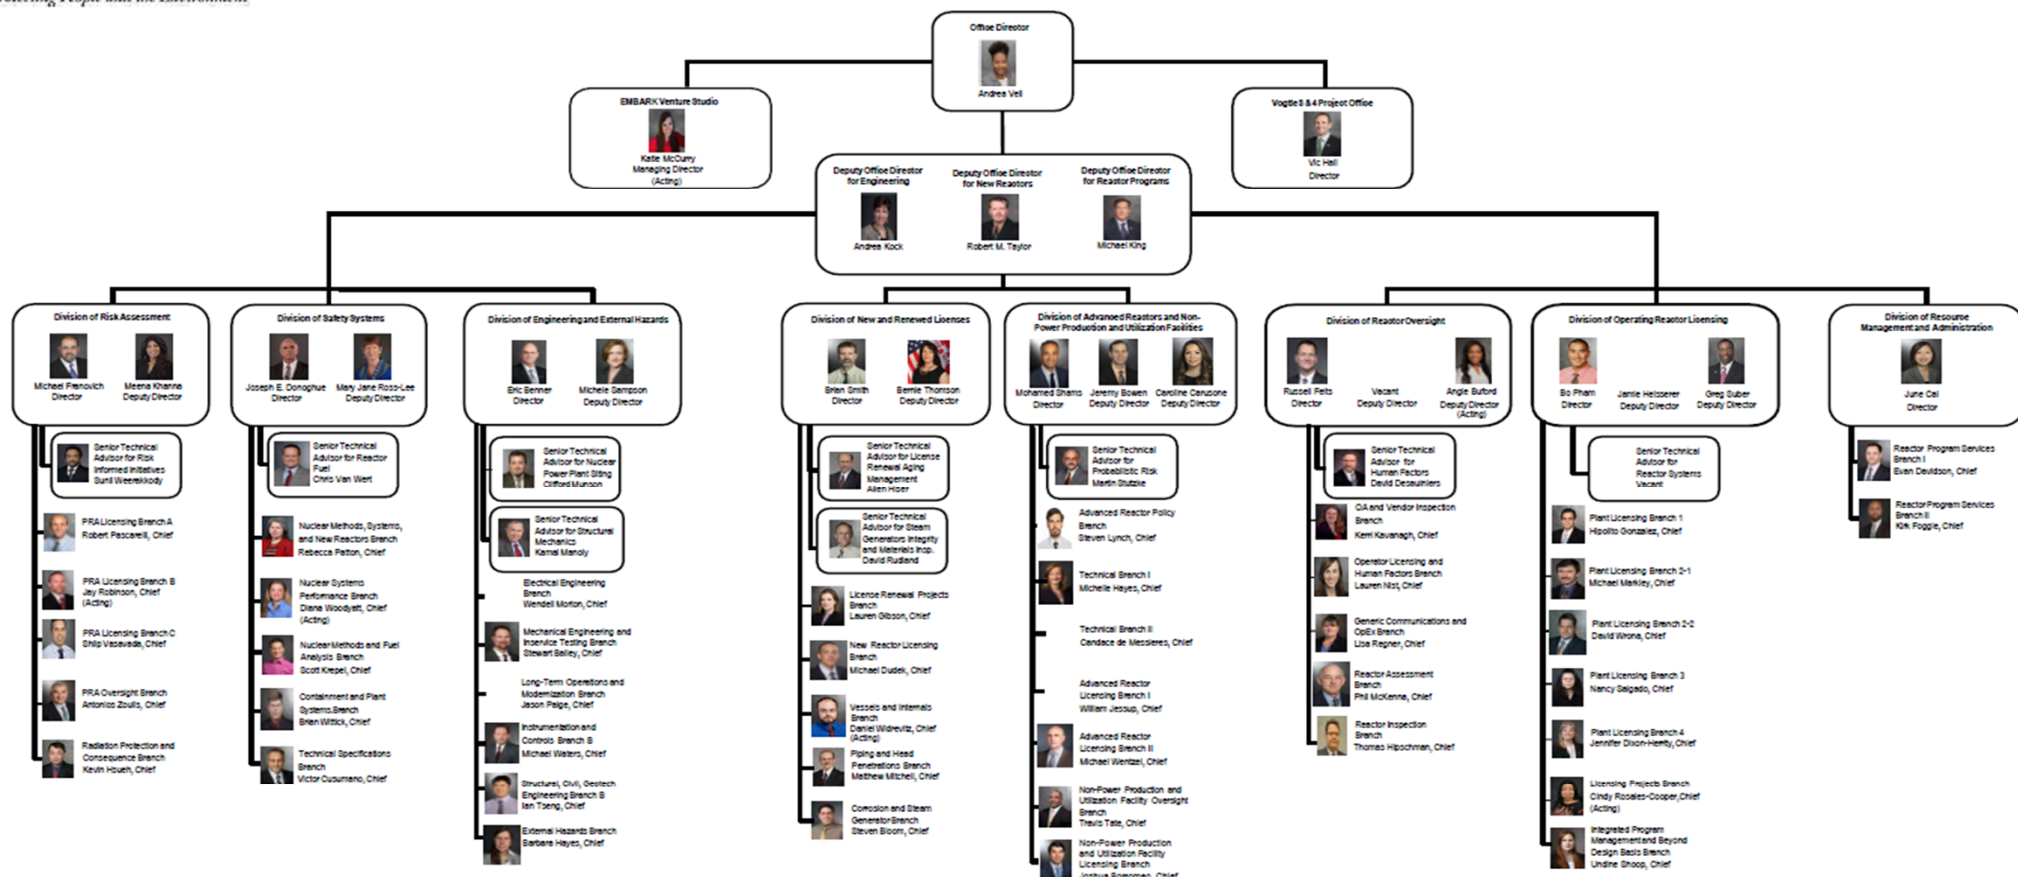 Protecting People and the Environment
Office Director
Andrea Veil
EMBARK Venture Studio
Katie McCurry
Managing Director
(Acting)
Vogtle 3 & 4 Project Office
Vic Hall
Director
Deputy Office Director
for Engineering
Andrea Kock
Deputy Office Director
for New Reactors
Robert M. Taylor
Deputy Office Director
for Reactor Programs
Michael King
Division of Risk Assessment
Michael Franovich
Director
Meena Khanna
Deputy Director
Senior Technical
Advisor for Risk
Informed Initiatives
Sunil Weerakkody
PRA Licensing Branch A
Robert Pascarelli, Chief
PRA Licensing Branch B
Jay Robinson, Chief
(Acting)
PRA Licensing Branch C
Shilp Vasavada, Chief
PRA Oversight Branch
Antonios Zoulis, Chief
Radiation Protection and
Consequence Branch
Kevin Hsueh, Chief
Division of Safety Systems
Joseph E. Donoghue
Director
Mary Jane Ross-Lee
Deputy Director
Senior Technical
Advisor for Reactor
Fuel
Chris Van Wert
Nuclear Methods, Systems,
and New Reactors Branch
Rebecca Patton, Chief
Nuclear Systems
Performance Branch
Diana Woodyatt, Chief
(Acting)
Nuclear Methods and Fuel
Analysis Branch
Scott Krepel, Chief
Containment and Plant
Systems.Branch
Brian Wittick, Chief
Technical Specifications
Branch
Victor Cusumano, Chief
Division of Engineering and External Hazards
Eric Benner
Director
Michele Sampson
Deputy Director
Senior Technical
Advisor for Nuclear
Power Plant Siting
Clifford Munson
Senior Technical
Advisor for Structural
Mechanics
Kamal Manoly
Electrical Engineering
Branch
Wendell Morton, Chief
Mechanical Engineering and
Inservice Testing Branch
Stewart Bailey, Chief
Long-Term Operations and
Modernization Branch
Jason Paige, Chief
Instrumentation and
Controls Branch B
Michael Waters, Chief
Structural, Civil, Geotech
Engineering Branch B
Ian Tseng, Chief
External Hazards Branch
Barbara Hayes, Chief
Division of New and Renewed Licenses
Brian Smith
Director
Bernie Thomson
Deputy Director
Senior Technical
Advisor for License
Renewal Aging
Management
Allen Hiser
Senior Technical
Advisor for Steam
Generators Integrity
and Materials Insp.
David Rudland
License Renewal Projects
Branch
Lauren Gibson, Chief
New Reactor Licensing
Branch
Michael Dudek, Chief
Vessels and Internals
Branch
Daniel Widrevitz, Chief
(Acting)
Piping and Head
Penetrations Branch
Matthew Mitchell, Chief
Corrosion and Steam
Generator Branch
Steven Bloom, Chief
Division of Advanced Reactors and Non-
Power Production and Utilization Facilities
Mohamed Shams
Director
Jeremy Bowen
Deputy Director
Caroline Carusone
Deputy Director
Senior Technical
Advisor for
Probabilistic Risk
Martin Stutzke
Advanced Reactor Policy
Branch
Steven Lynch, Chief
Technical Branch I
Michelle Hayes, Chief
Technical Branch II
Candace de Messieres, Chief
Advanced Reactor
Licensing Branch I
William Jessup, Chief
Advanced Reactor
Licensing Branch II
Michael Wentzel, Chief
Non-Power Production and
Utilization Facility Oversight
Branch
Travis Tate, Chief
Non-Power Production
and Utilization Facility
Licensing Branch
Joshua Borromeo, Chief
Division of Reactor Oversight
Russell Felts
Director
Vacant
Deputy Director
Angie Buford
Deputy Director
(Acting)
Senior Technical
Advisor for
Human Factors
David Desaulniers
QA and Vendor Inspection
Branch
Kerri Kavanagh, Chief
Operator Licensing and
Human Factors Branch
Lauren Nist, Chief
Generic Communications and
OpEx Branch
Lisa Regner, Chief
Reactor Assessment
Branch
Phil McKenna, Chief
Reactor Inspection
Branch
Thomas Hipschman, Chief
Division of Operating Reactor Licensing
Bo Pham
Director
Jamie Heisserer
Deputy Director
Greg Suber
Deputy Director
Senior Technical
Advisor for
Reactor Systems
Vacant
Plant Licensing Branch 1
Hipolito Gonzalez, Chief
Plant Licensing Branch 2-1
Michael Markley, Chief
Plant Licensing Branch 2-2
David Wrona, Chief
Plant Licensing Branch 3
Nancy Salgado, Chief
Plant Licensing Branch 4
Jennifer Dixon-Herrity, Chief
Licensing Projects Branch
Cindy Rosales-Cooper, Chief
(Acting)
Integrated Program
Management and Beyond
Design Basis Branch
Undine Shoop, Chief
Division of Resource
Management and Administration
June Cai
Director
Reactor Program Services
Branch I
Evan Davidson, Chief
Reactor Program Services
Branch II
Kirk Foggie, Chief